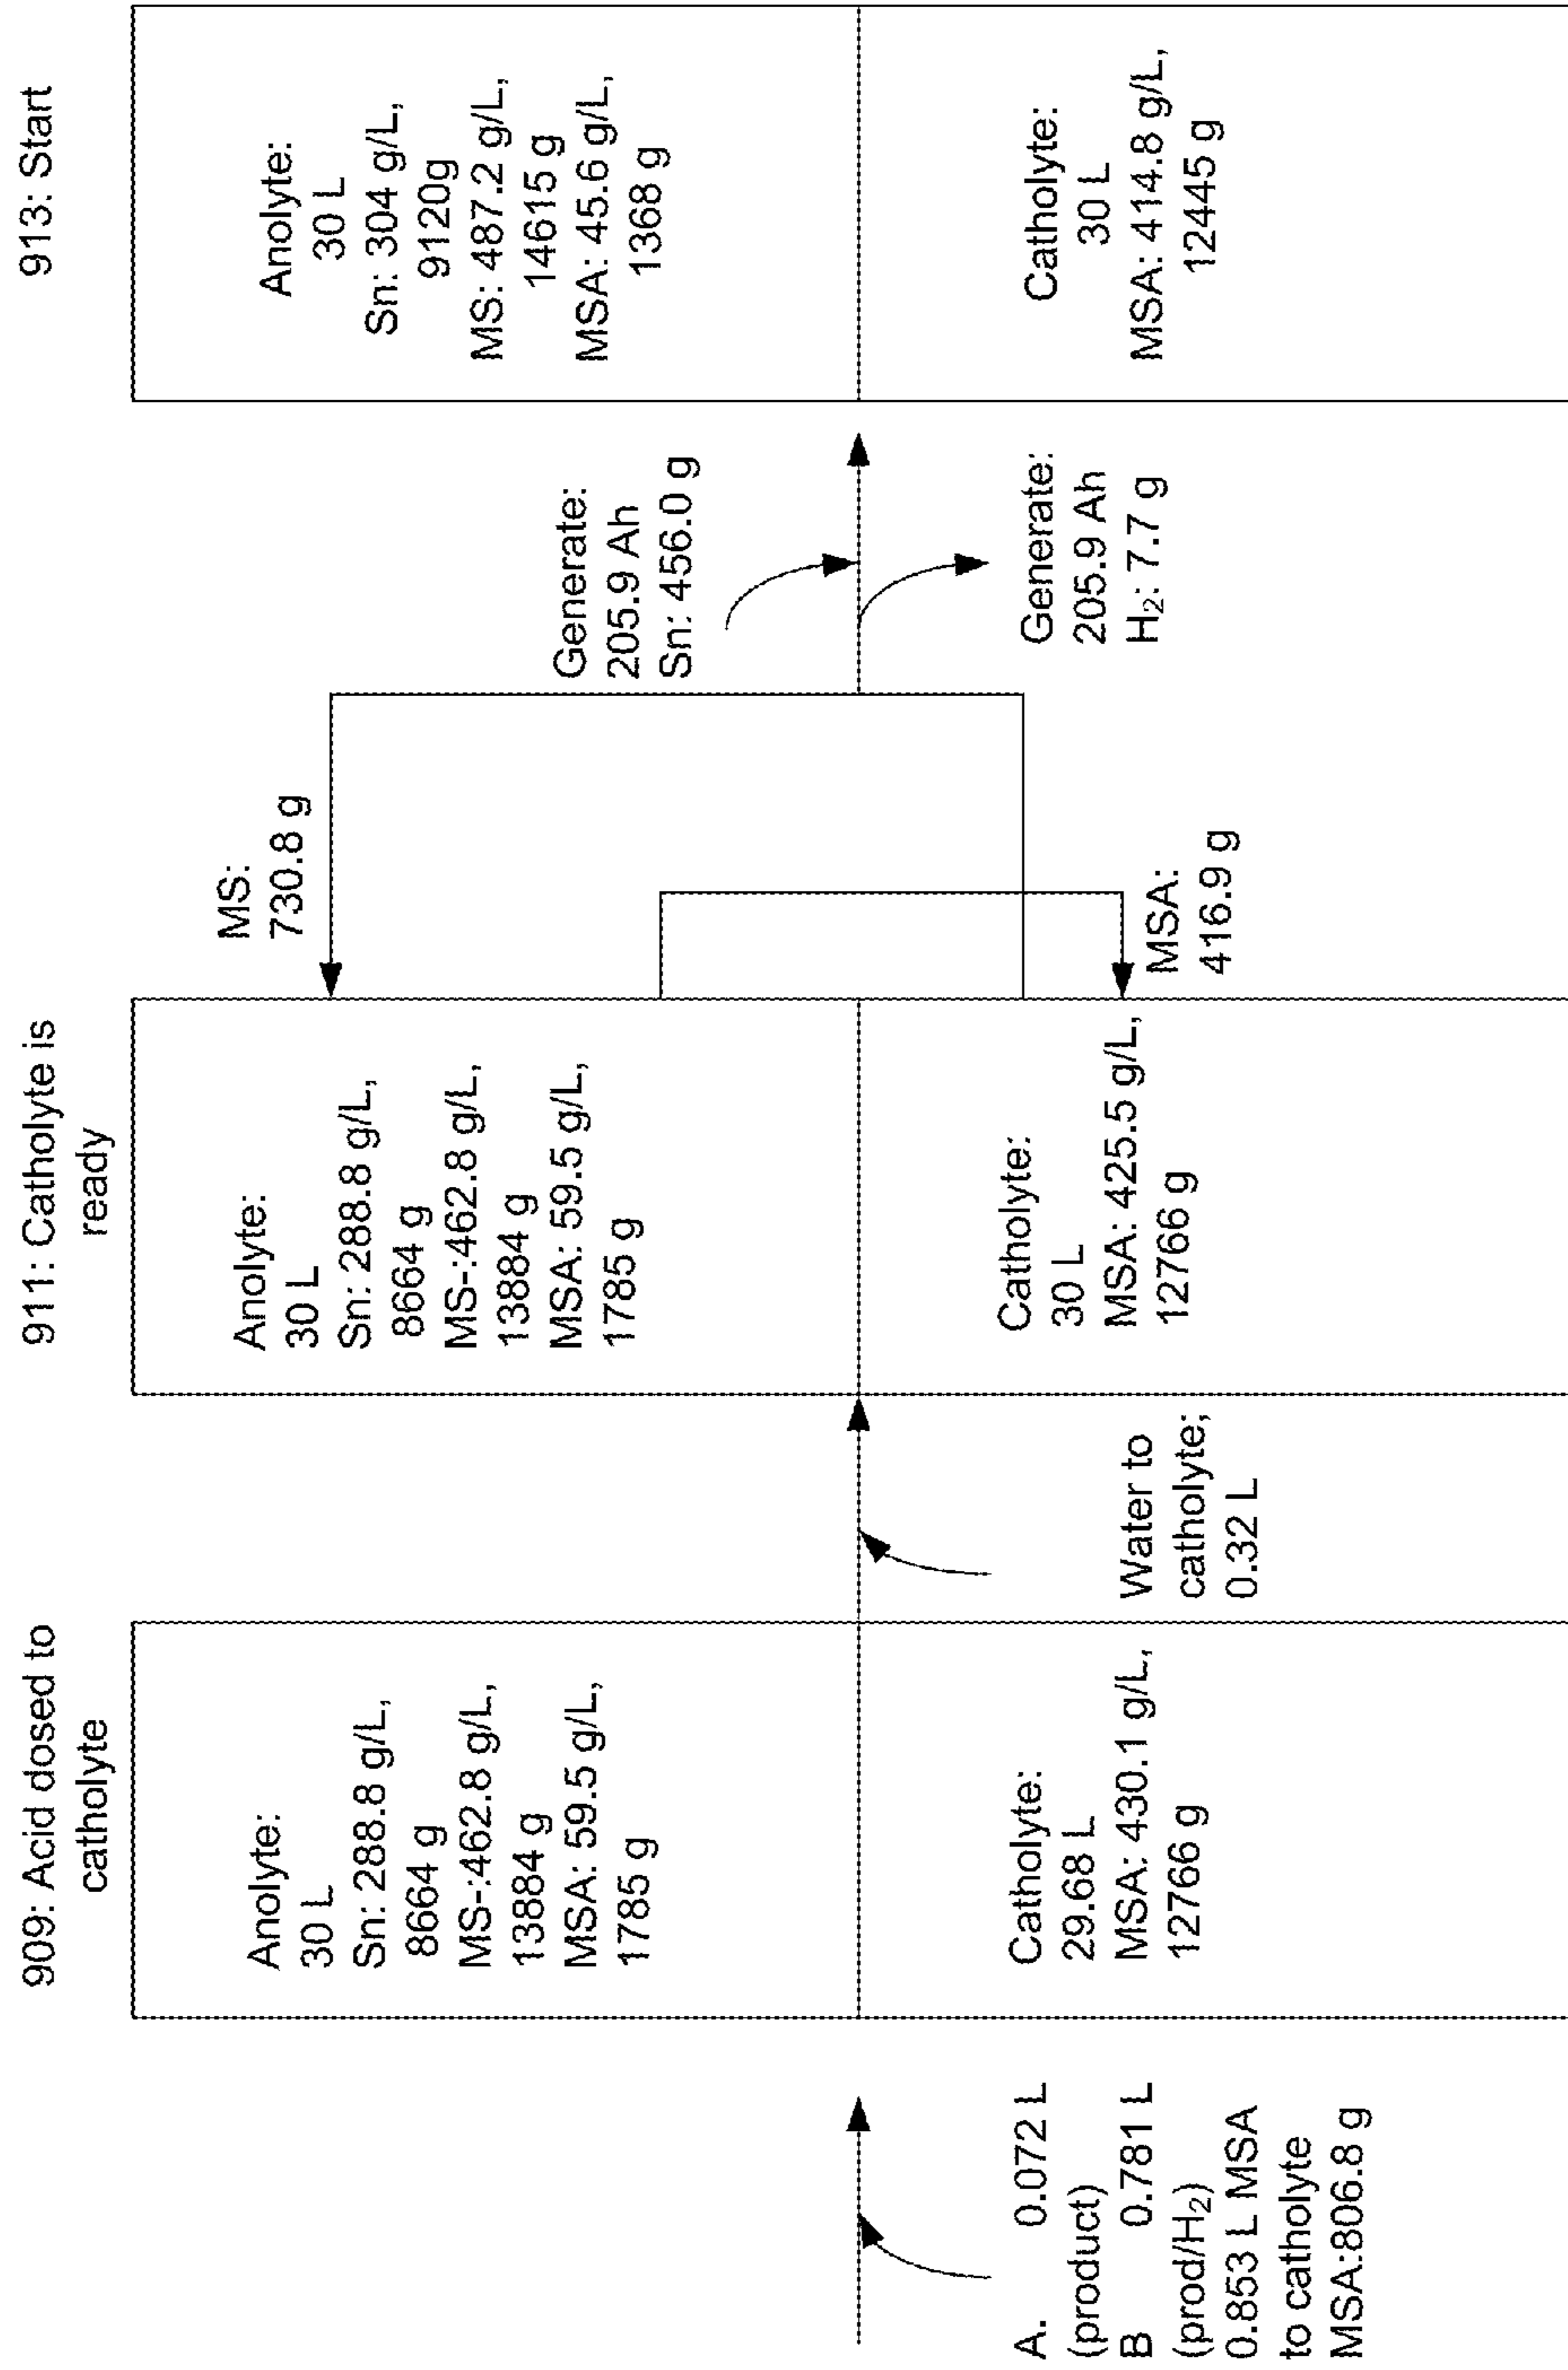 A. 0.072 L
(product)
B 0.781 L
(prod/H₂)
0.853 L MSA
to catholyte
MSA:806.8 g
909: Acid dosed to
catholyte
Anolyte:
30 L
Sn: 288.8 g/L,
8664 g
MS-:462.8 g/L,
13884 g
MSA: 59.5 g/L,
1785 g
Catholyte:
29.68 L
MSA: 430.1 g/L,
12766 g
Water to
catholyte;
0.32 L
911: Catholyte is
ready
Anolyte:
30 L
Sn: 288.8 g/L,
8664 g
MS-:462.8 g/L,
13884 g
MSA: 59.5 g/L,
1785 g
Catholyte:
30 L
MSA: 425.5 g/L,
12766 g
MS:
730.8 g
MSA:
416.9 g
Generate:
205.9 Ah
Sn: 456.0 g
Generate:
205.9 Ah
H₂: 7.7 g
913: Start
Anolyte:
30 L
Sn: 304 g/L,
9120g
MS: 487.2 g/L,
14615 g
MSA: 45.6 g/L,
1368 g
Catholyte:
30 L
MSA: 414.8 g/L,
12445 g